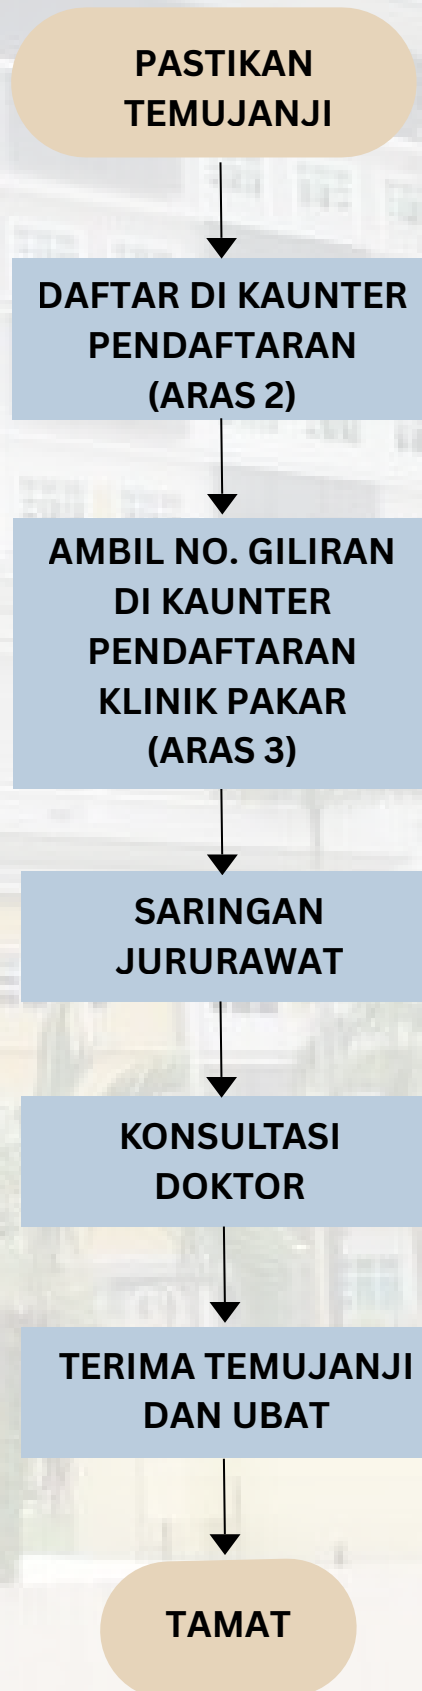 PASTIKAN
TEMUJANJI
DAFTAR DI KAUNTER
PENDAFTARAN
(ARAS 2)
AMBIL NO. GILIRAN
DI KAUNTER
PENDAFTARAN
KLINIK PAKAR
(ARAS 3)
SARINGAN
JURURAWAT
KONSULTASI
DOKTOR
TERIMA TEMUJANJI
DAN UBAT
TAMAT